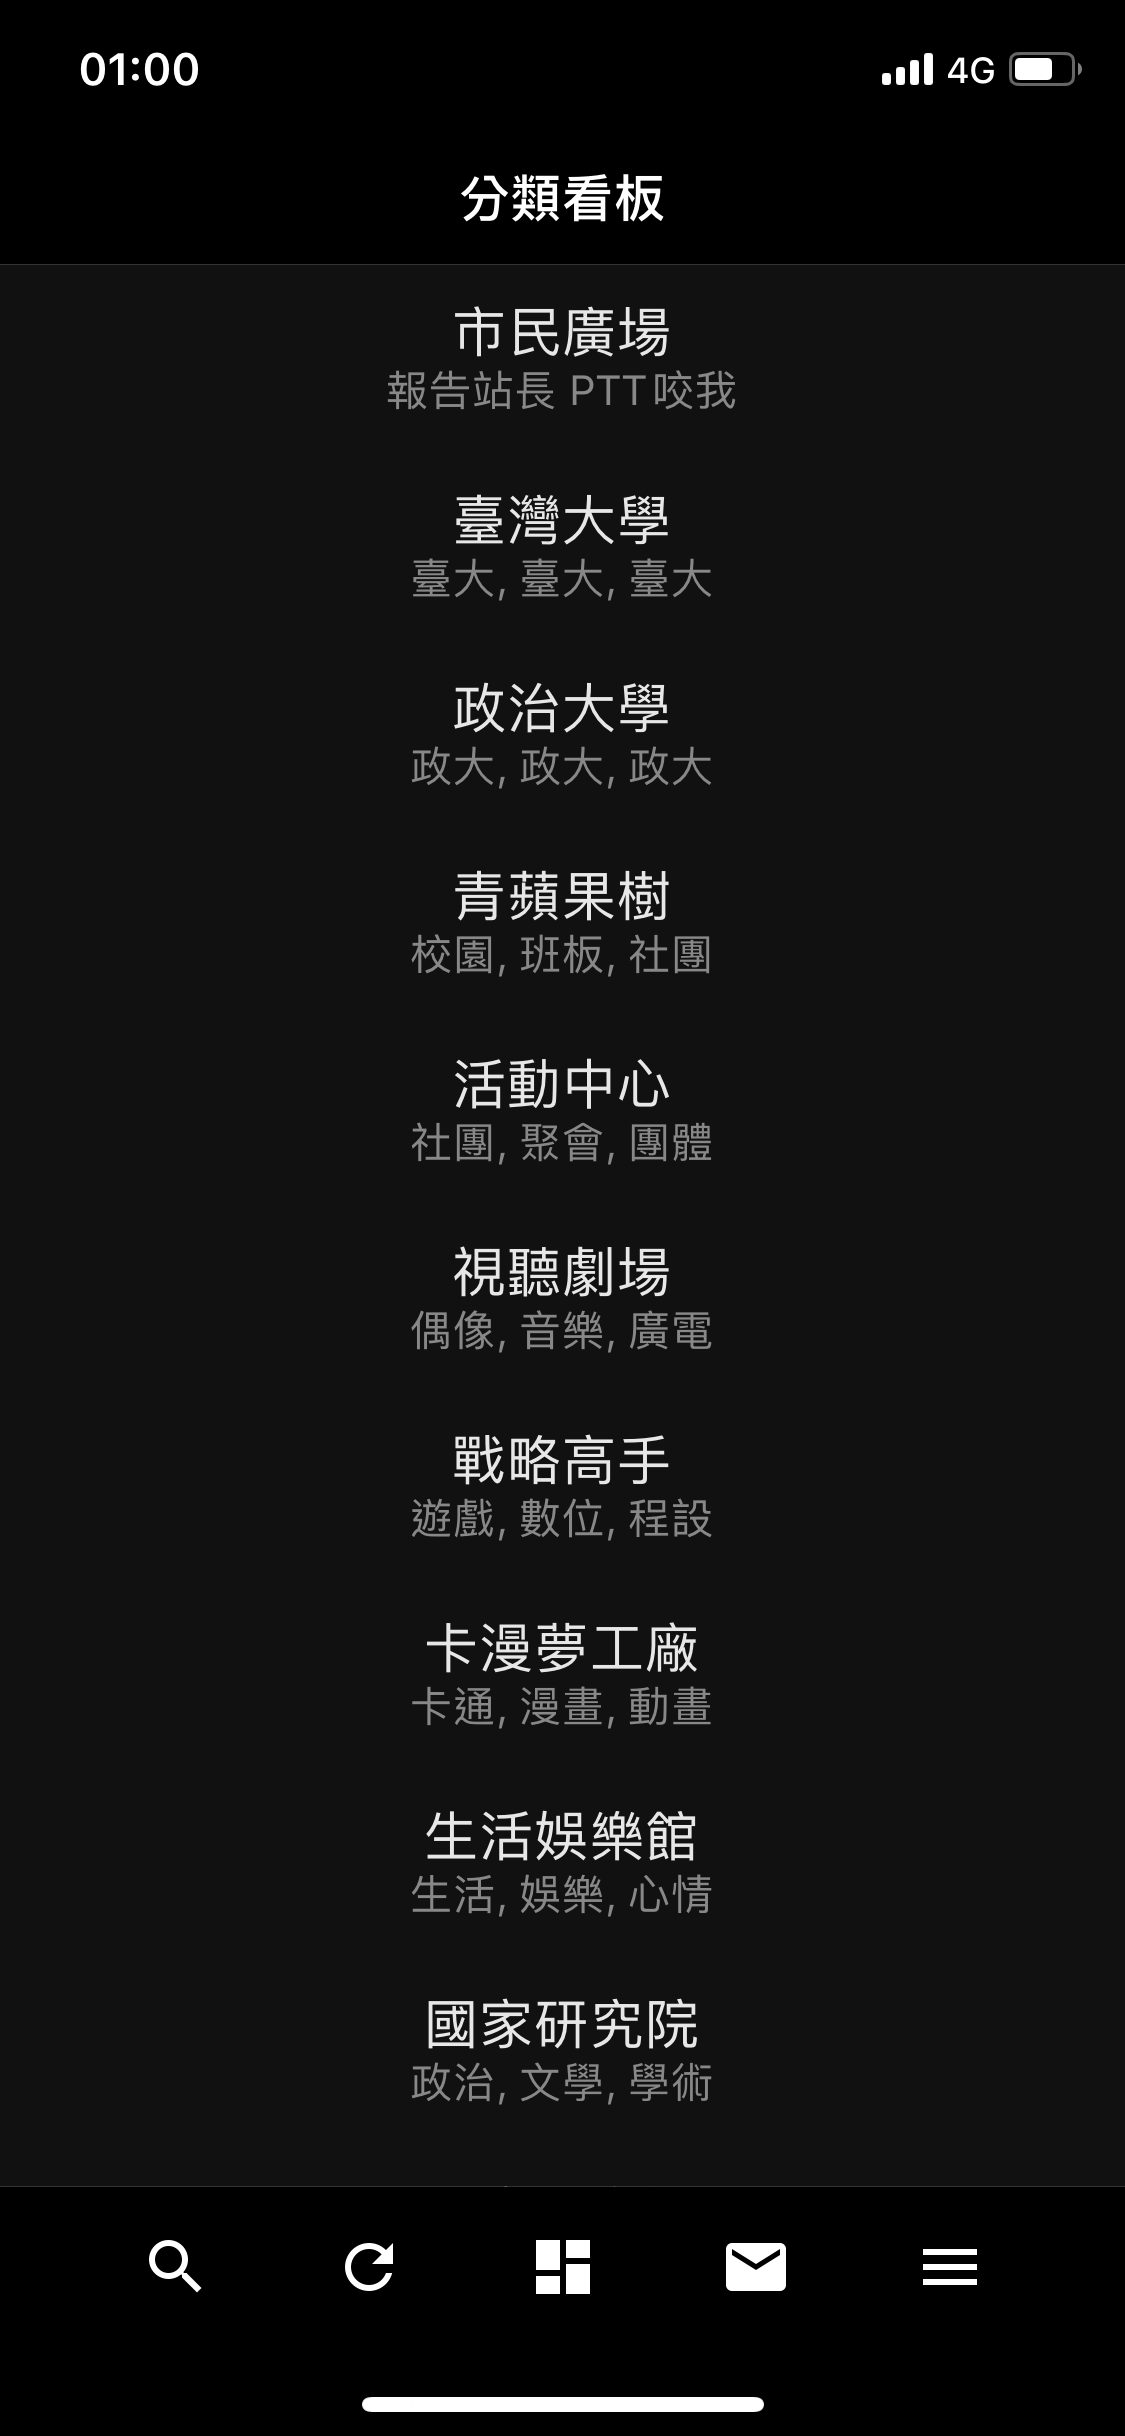 01:00
4G
分類看板
市民廣場
報告站長 PTT咬我
臺灣大學
臺大, 臺大, 臺大
政治大學
政大, 政大, 政大
青蘋果樹
校園, 班板, 社團
活動中心
社團, 聚會, 團體
視聽劇場
偶像, 音樂, 廣電
戰略高手
遊戲, 數位, 程設
卡漫夢工廠
卡通, 漫畫, 動畫
生活娛樂館
生活, 娛樂, 心情
國家研究院
政治, 文學, 學術